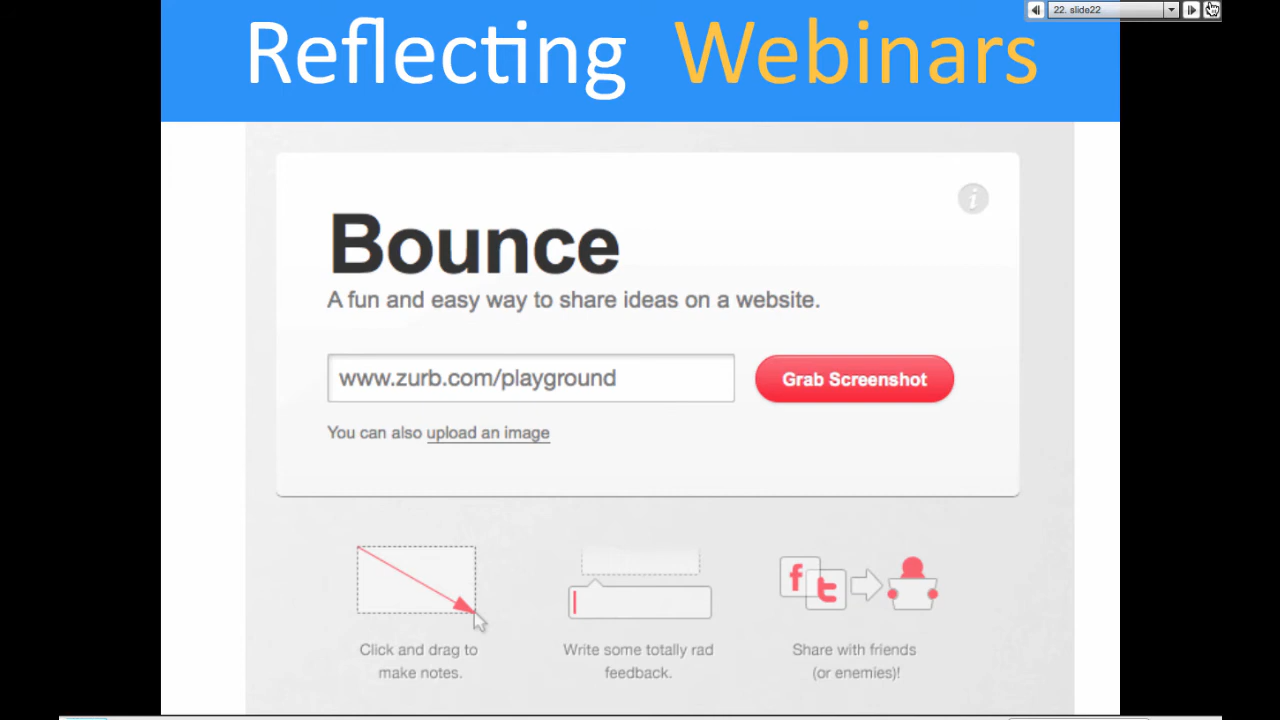 22. slide22
Reflecting Webinars
i
Bounce
A fun and easy way to share ideas on a website.
www.zurb.com/playground
Grab Screenshot
You can also upload an image
f t
Click and drag to
make notes.
Write some totally rad
feedback.
Share with friends
(or enemies)!